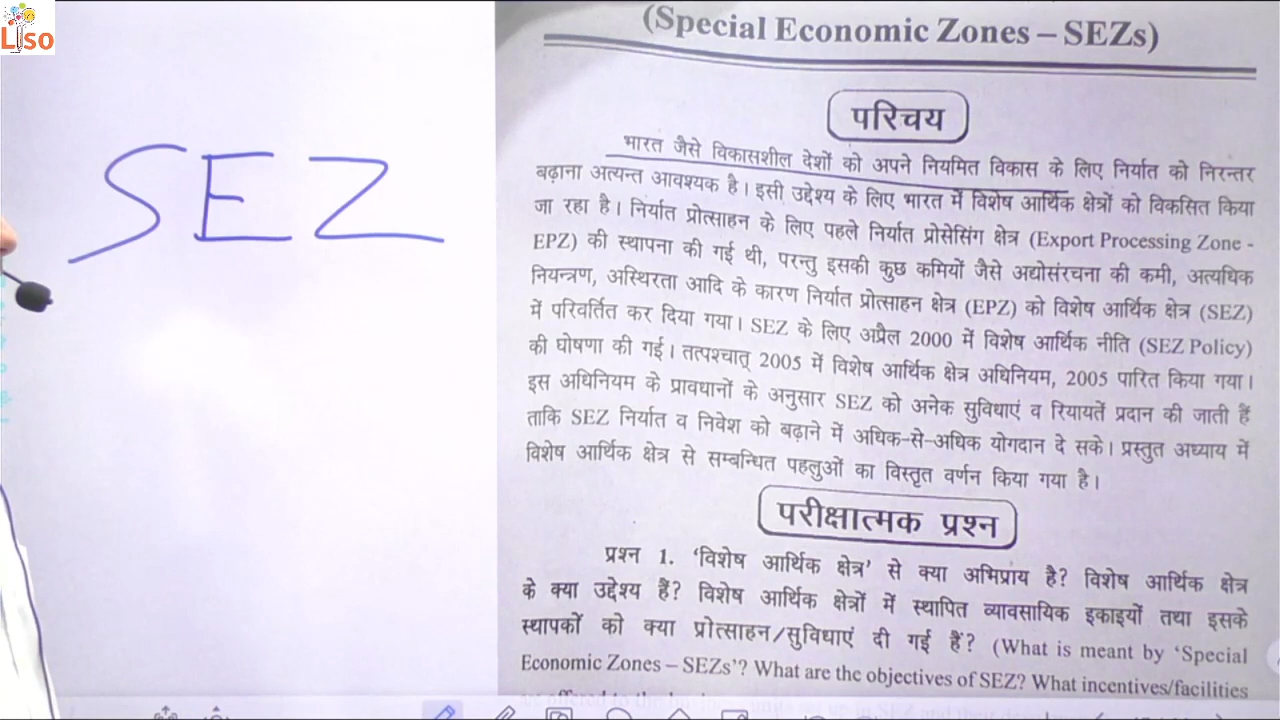 Liso
SEZ
(Special Economic Zones – SEZs)
परिचय
भारत जैसे विकासशील देशों को अपने नियमित विकास के लिए निर्यात को निरन्तर
बढ़ाना अत्यन्त आवश्यक है। इसी उद्देश्य के लिए भारत में विशेष आर्थिक क्षेत्रों को विकसित किया
जा रहा है। निर्यात प्रोत्साहन के लिए पहले निर्यात प्रोसेसिंग क्षेत्र (Export Processing Zone -
EPZ) की स्थापना की गई थी, परन्तु इसकी कुछ कमियों जैसे अद्योसंरचना की कमी, अत्यधिक
नियन्त्रण, अस्थिरता आदि के कारण निर्यात प्रोत्साहन क्षेत्र (EPZ) को विशेष आर्थिक क्षेत्र (SEZ)
में परिवर्तित कर दिया गया। SEZ के लिए अप्रैल 2000 में विशेष आर्थिक नीति (SEZ Policy)
की घोषणा की गई। तत्पश्चात् 2005 में विशेष आर्थिक क्षेत्र अधिनियम, 2005 पारित किया गया।
इस अधिनियम के प्रावधानों के अनुसार SEZ को अनेक सुविधाएं व रियायतें प्रदान की जाती हैं
ताकि SEZ निर्यात व निवेश को बढ़ाने में अधिक-से-अधिक योगदान दे सके। प्रस्तुत अध्याय में
विशेष आर्थिक क्षेत्र से सम्बन्धित पहलुओं का विस्तृत वर्णन किया गया है।
परीक्षात्मक प्रश्न
प्रश्न 1. ‘विशेष आर्थिक क्षेत्र’ से क्या अभिप्राय है? विशेष आर्थिक क्षेत्र
के क्या उद्देश्य हैं? विशेष आर्थिक क्षेत्रों में स्थापित व्यावसायिक इकाइयों तथा इसके
स्थापकों को क्या प्रोत्साहन/सुविधाएं दी गई हैं? (What is meant by ‘Special
Economic Zones – SEZs’? What are the objectives of SEZ? What incentives/facilities